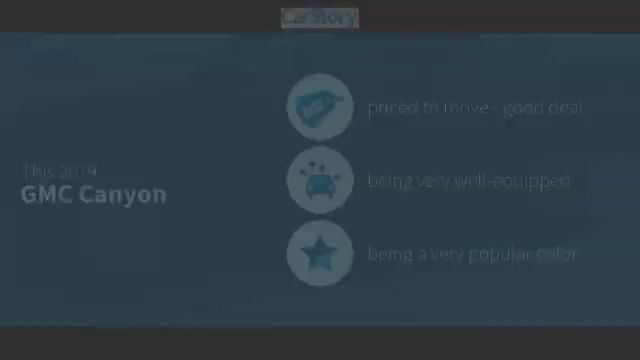 Car Story
This 2019
GMC Canyon
priced to move - good deal
being very well-equipped
being a very popular color